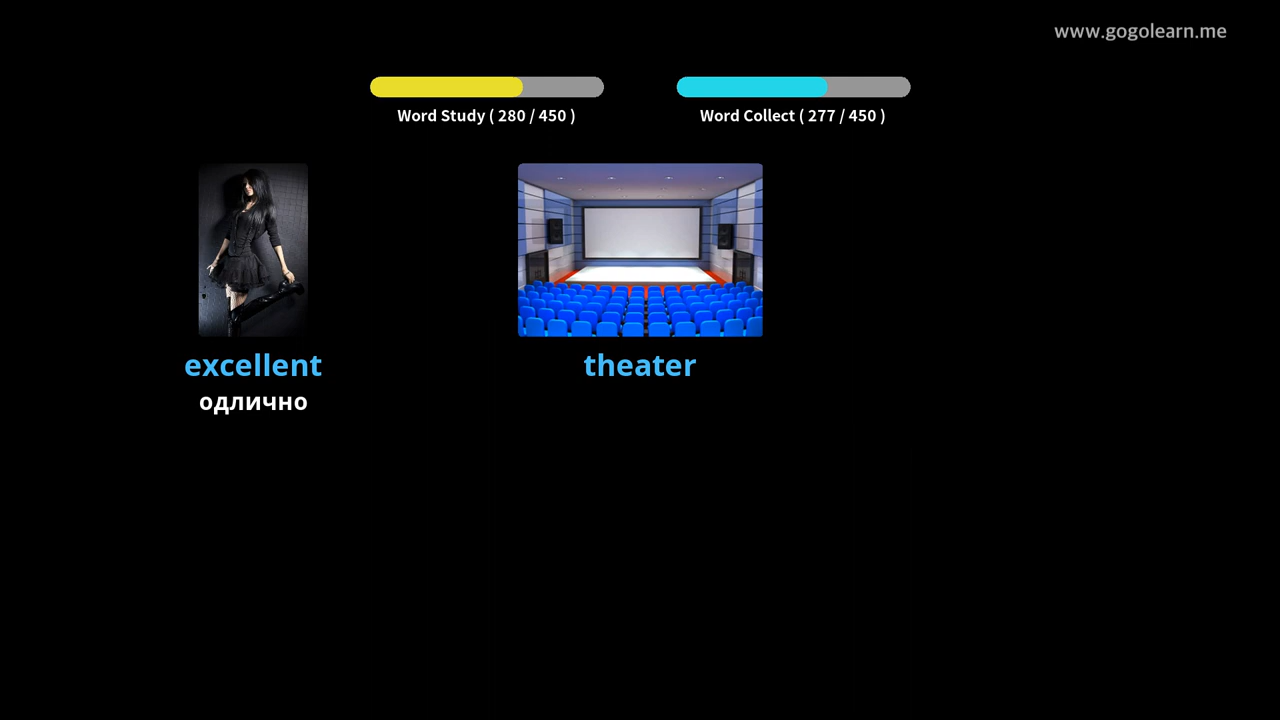 www.gogolearn.me
Word Study ( 280 / 450 )
Word Collect ( 277 / 450 )
excellent
одлично
theater